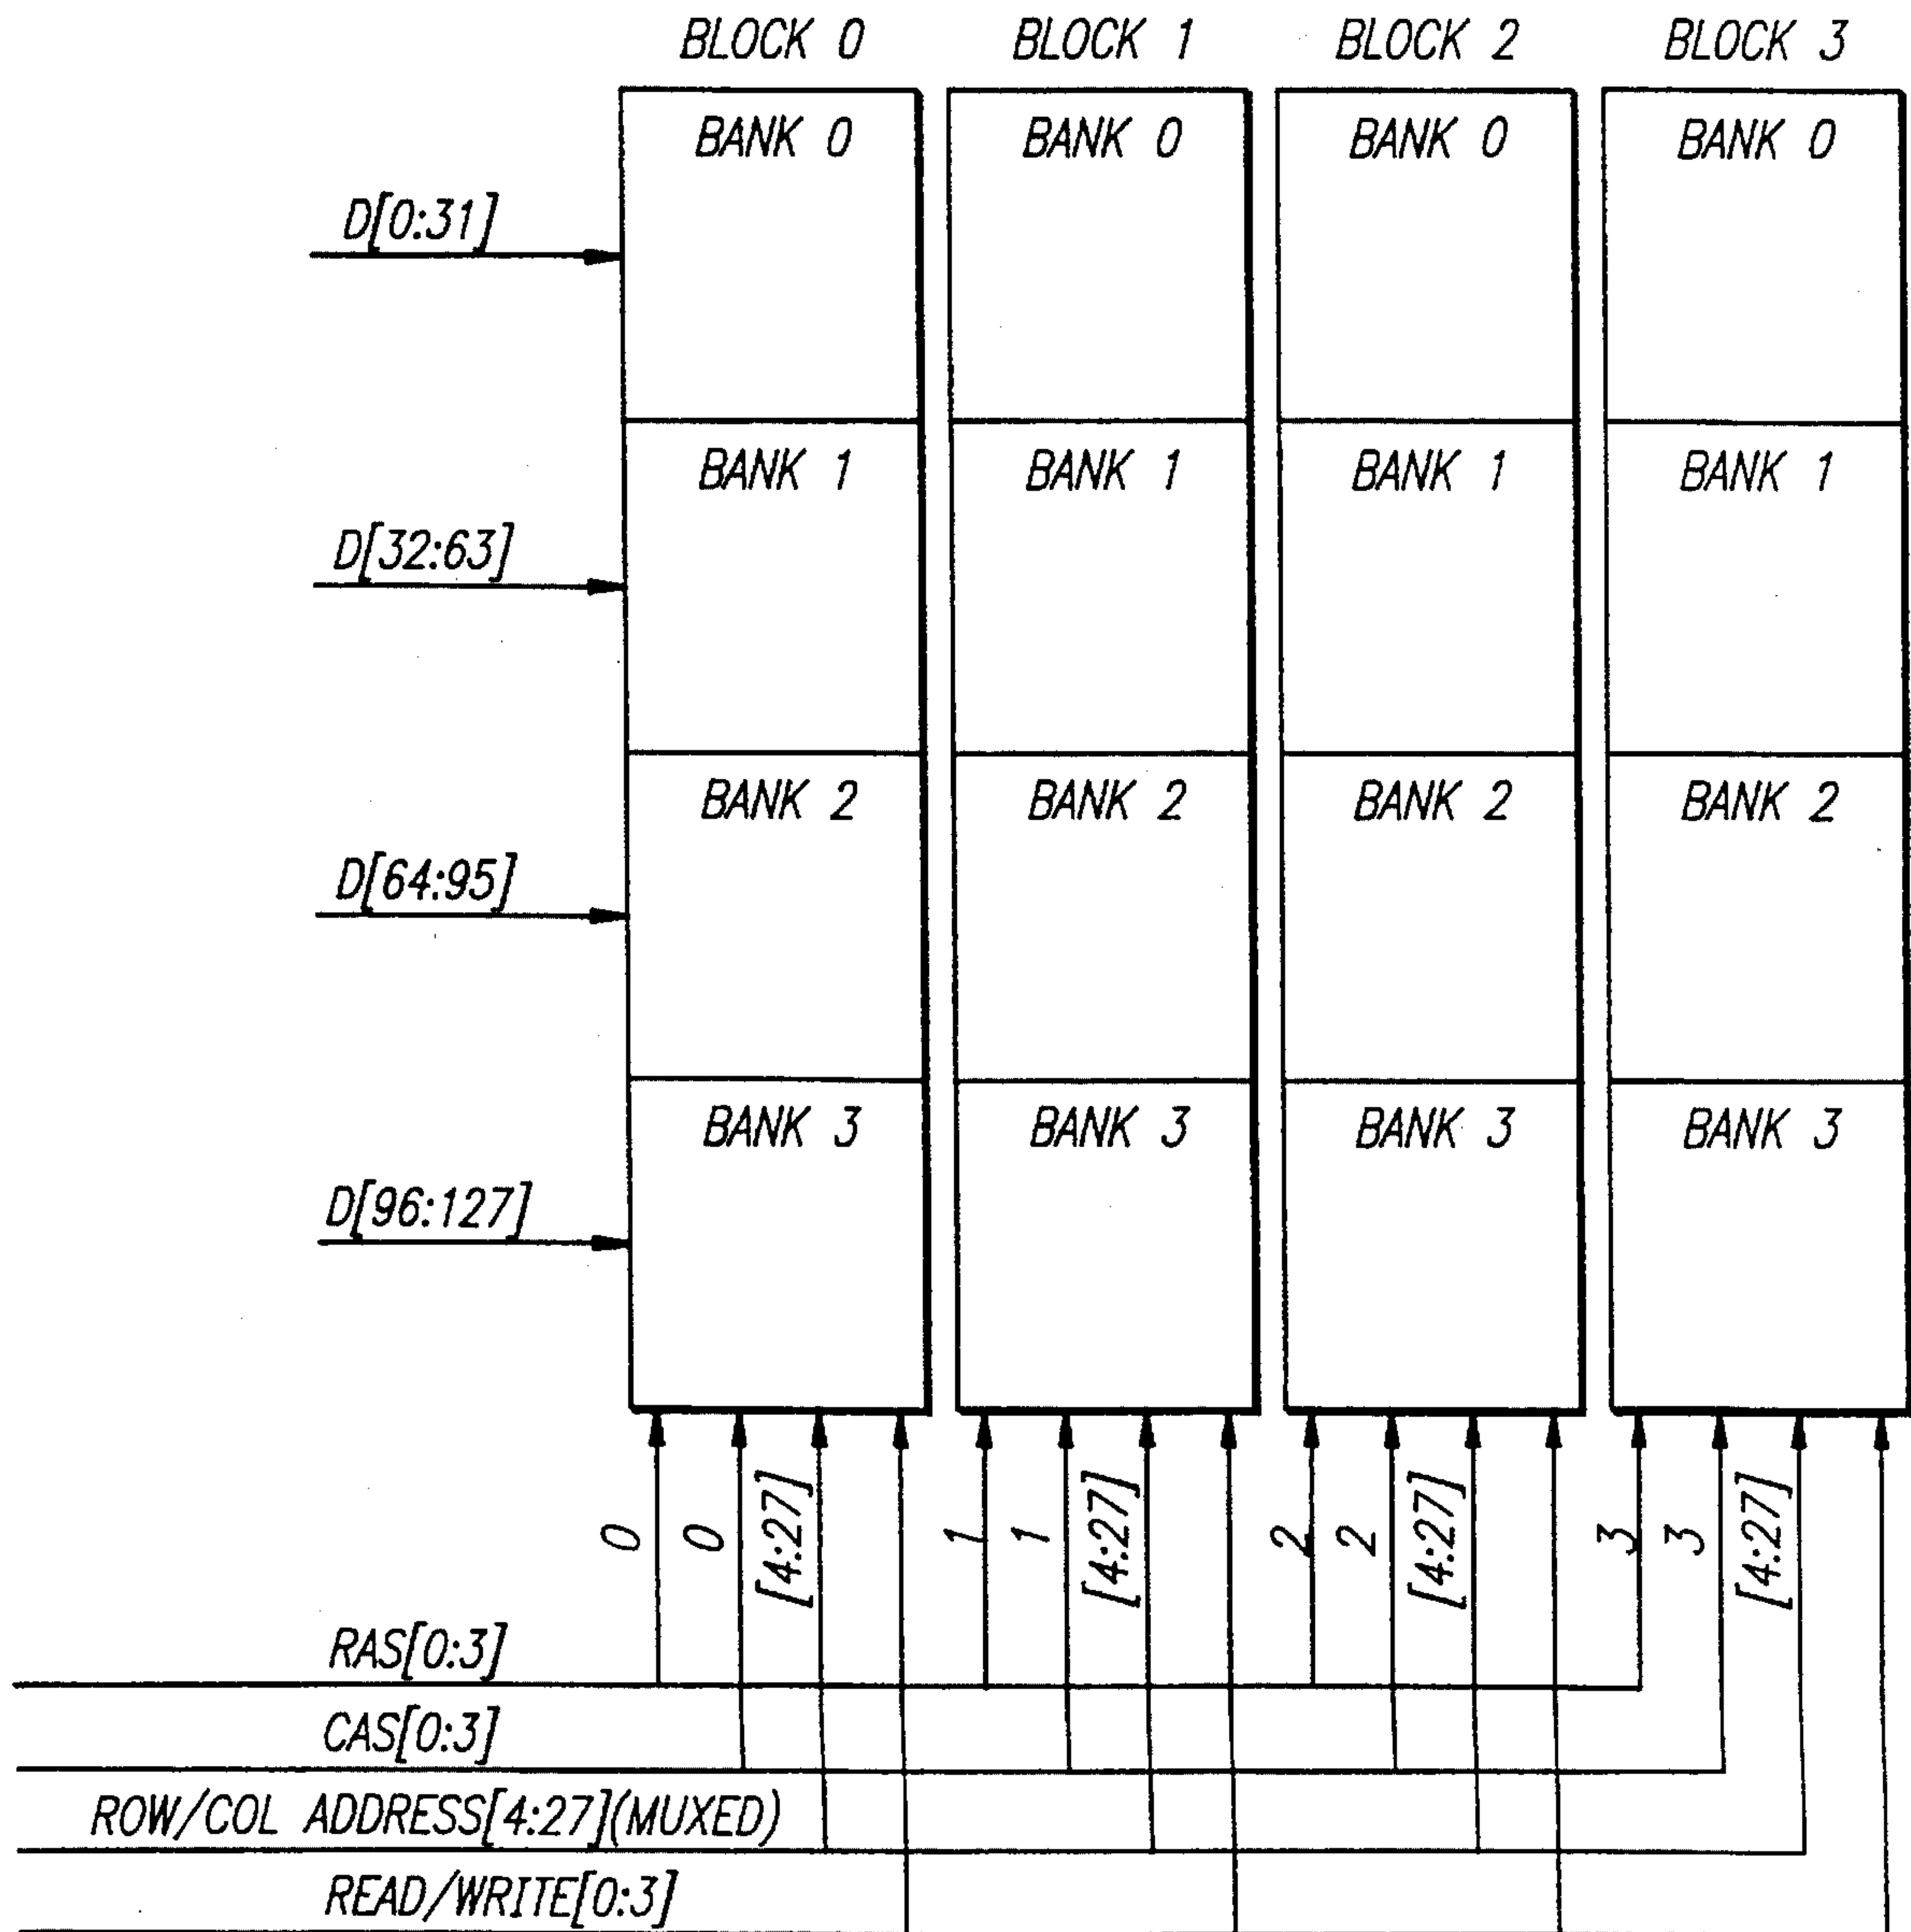 BLOCK 0 BLOCK 1 BLOCK 2 BLOCK 3
BANK 0 BANK 0 BANK 0 BANK 0
D[0:31]
BANK 1 BANK 1 BANK 1 BANK 1
D[32:63]
BANK 2 BANK 2 BANK 2 BANK 2
D[64:95]
BANK 3 BANK 3 BANK 3 BANK 3
D[96:127]
0 0 [4:27] 1 1 [4:27] 2 2 [4:27] 3 3 [4:27]
RAS[0:3]
CAS[0:3]
ROW/COL ADDRESS[4:27](MUXED)
READ/WRITE[0:3]